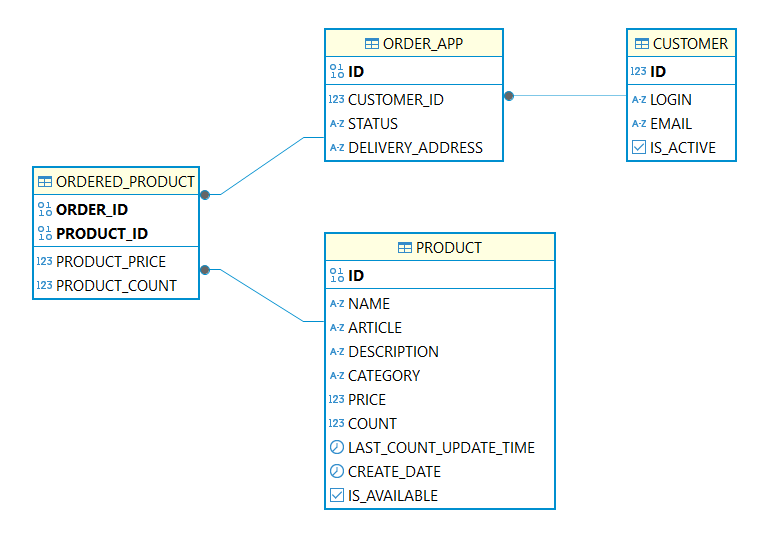 ORDER_APP
ID
CUSTOMER_ID
STATUS
DELIVERY_ADDRESS
CUSTOMER
ID
LOGIN
EMAIL
IS_ACTIVE
ORDERED_PRODUCT
ORDER_ID
PRODUCT_ID
PRODUCT_PRICE
PRODUCT_COUNT
PRODUCT
ID
NAME
ARTICLE
DESCRIPTION
CATEGORY
PRICE
COUNT
LAST_COUNT_UPDATE_TIME
CREATE_DATE
IS_AVAILABLE